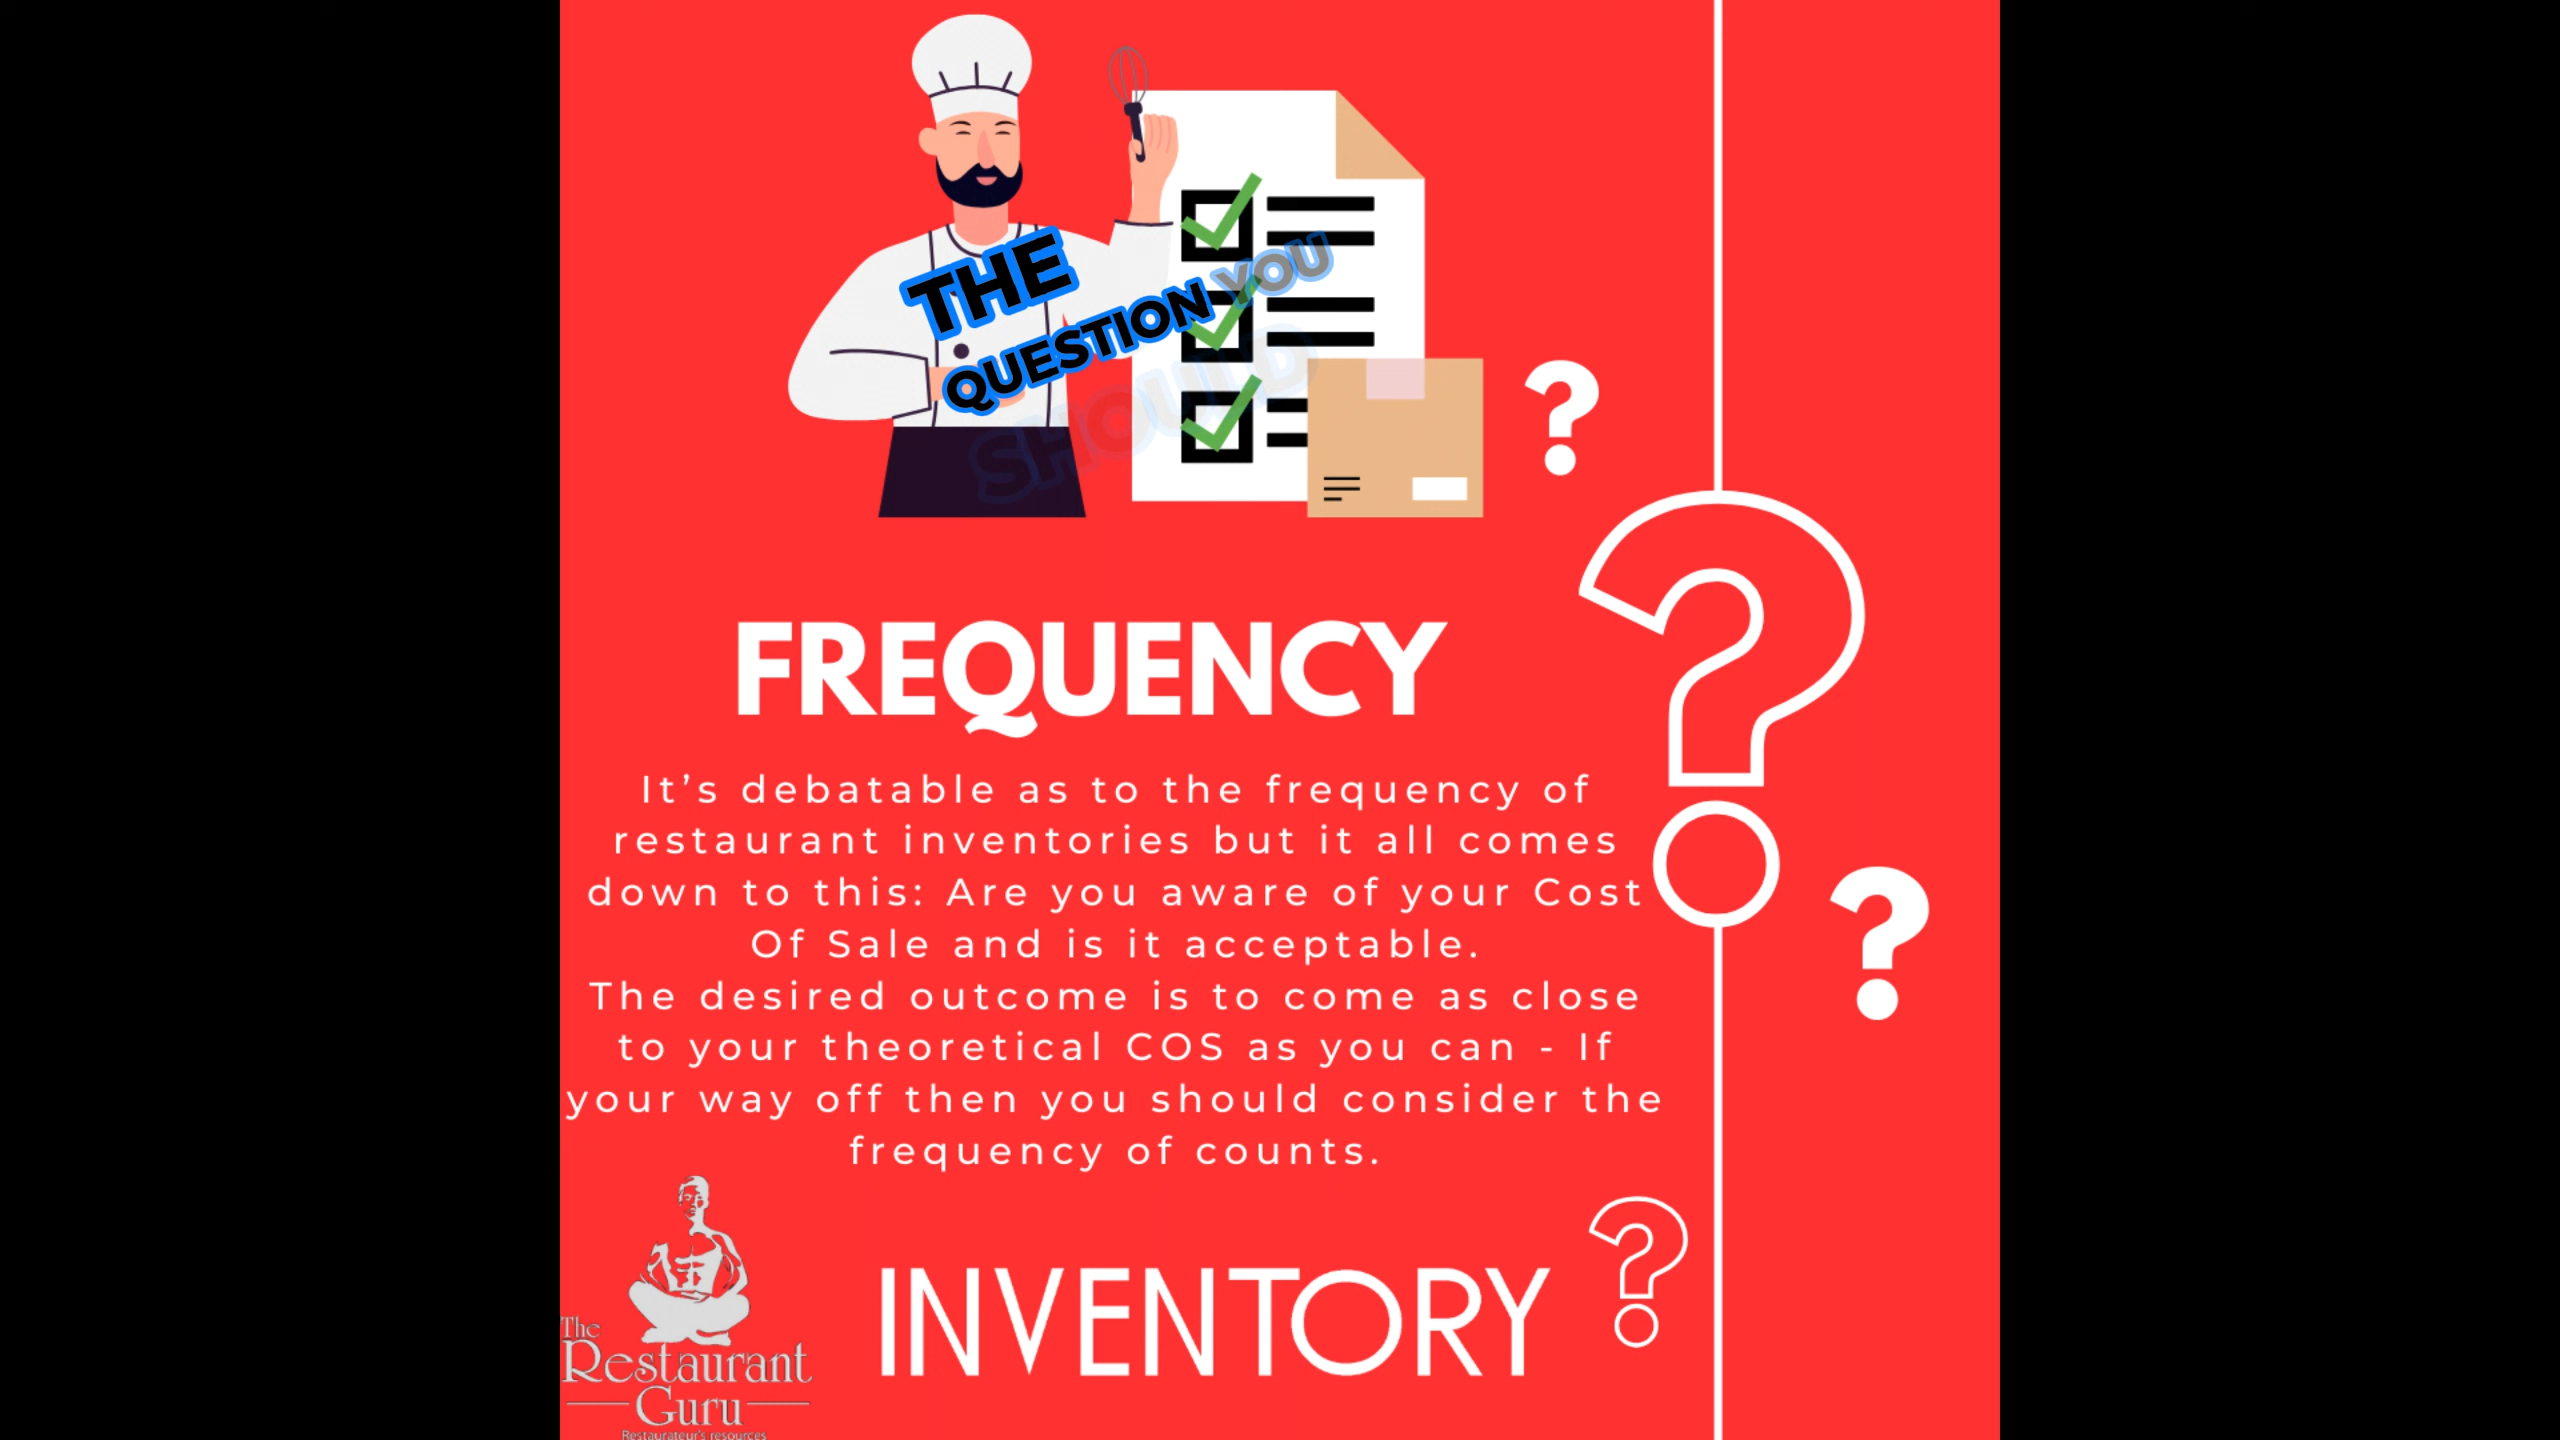 THE
QUESTION YOU
SHOULD
FREQUENCY
It’s debatable as to the frequency of
restaurant inventories but it all comes
down to this: Are you aware of your Cost
Of Sale and is it acceptable.
The desired outcome is to come as close
to your theoretical COS as you can - If
your way off then you should consider the
frequency of counts.
INVENTORY
The
Restaurant
Guru
Restaurateur's resources